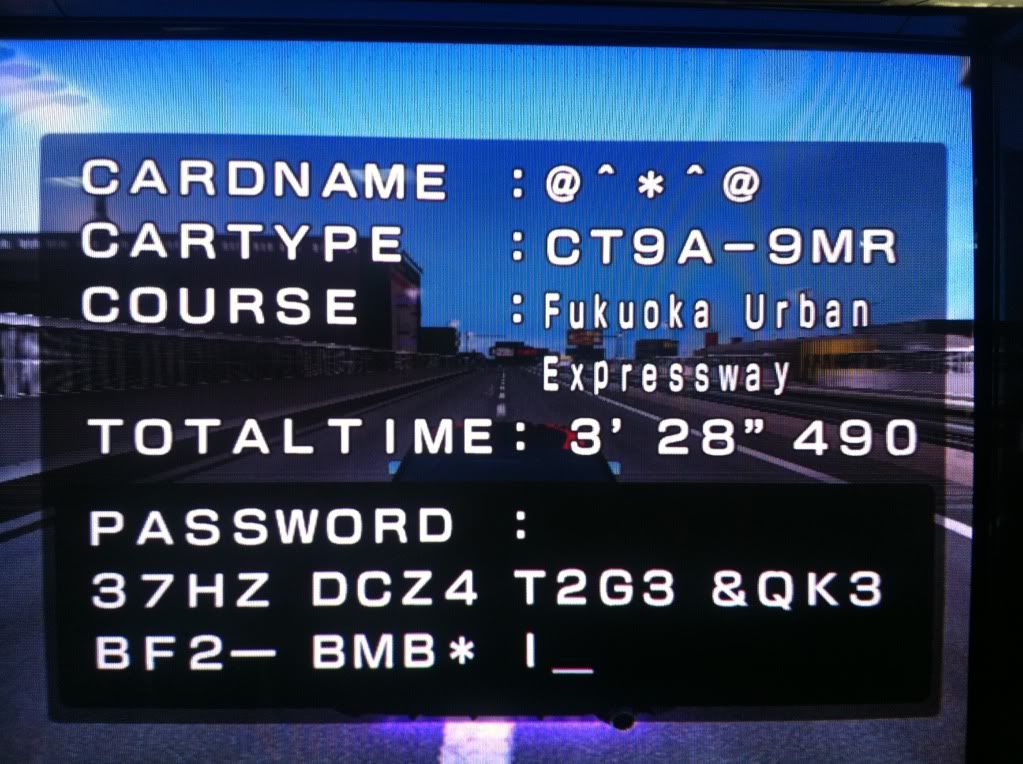 CARDNAME :@^*^@
CARTYPE :CT9A-9MR
COURSE :Fukuoka Urban
Expressway
TOTALTIME: 3' 28" 490
PASSWORD :
37HZ DCZ4 T2G3 &QK3
BF2— BMB* I_